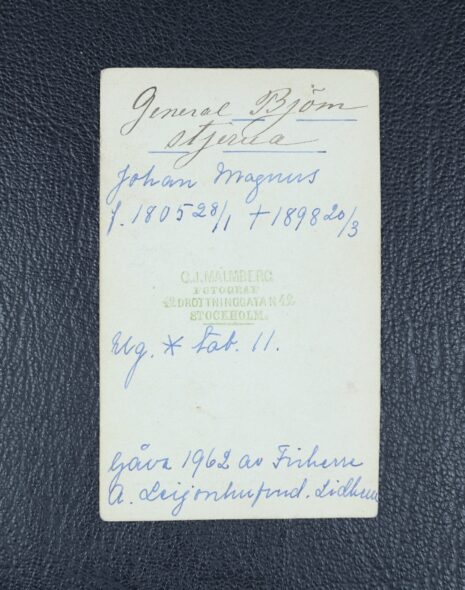 General Björn
stjerna
Johan Magnus
f. 1805 28/1 + 1898 20/3
C.J. MALMBERG.
FOTOGRAF
42 DROTTNINGGATAN 42
STOCKHOLM.
* tab. 11.
Gåva 1962 av Friherre
A. Leijonhufvud. Lidhem